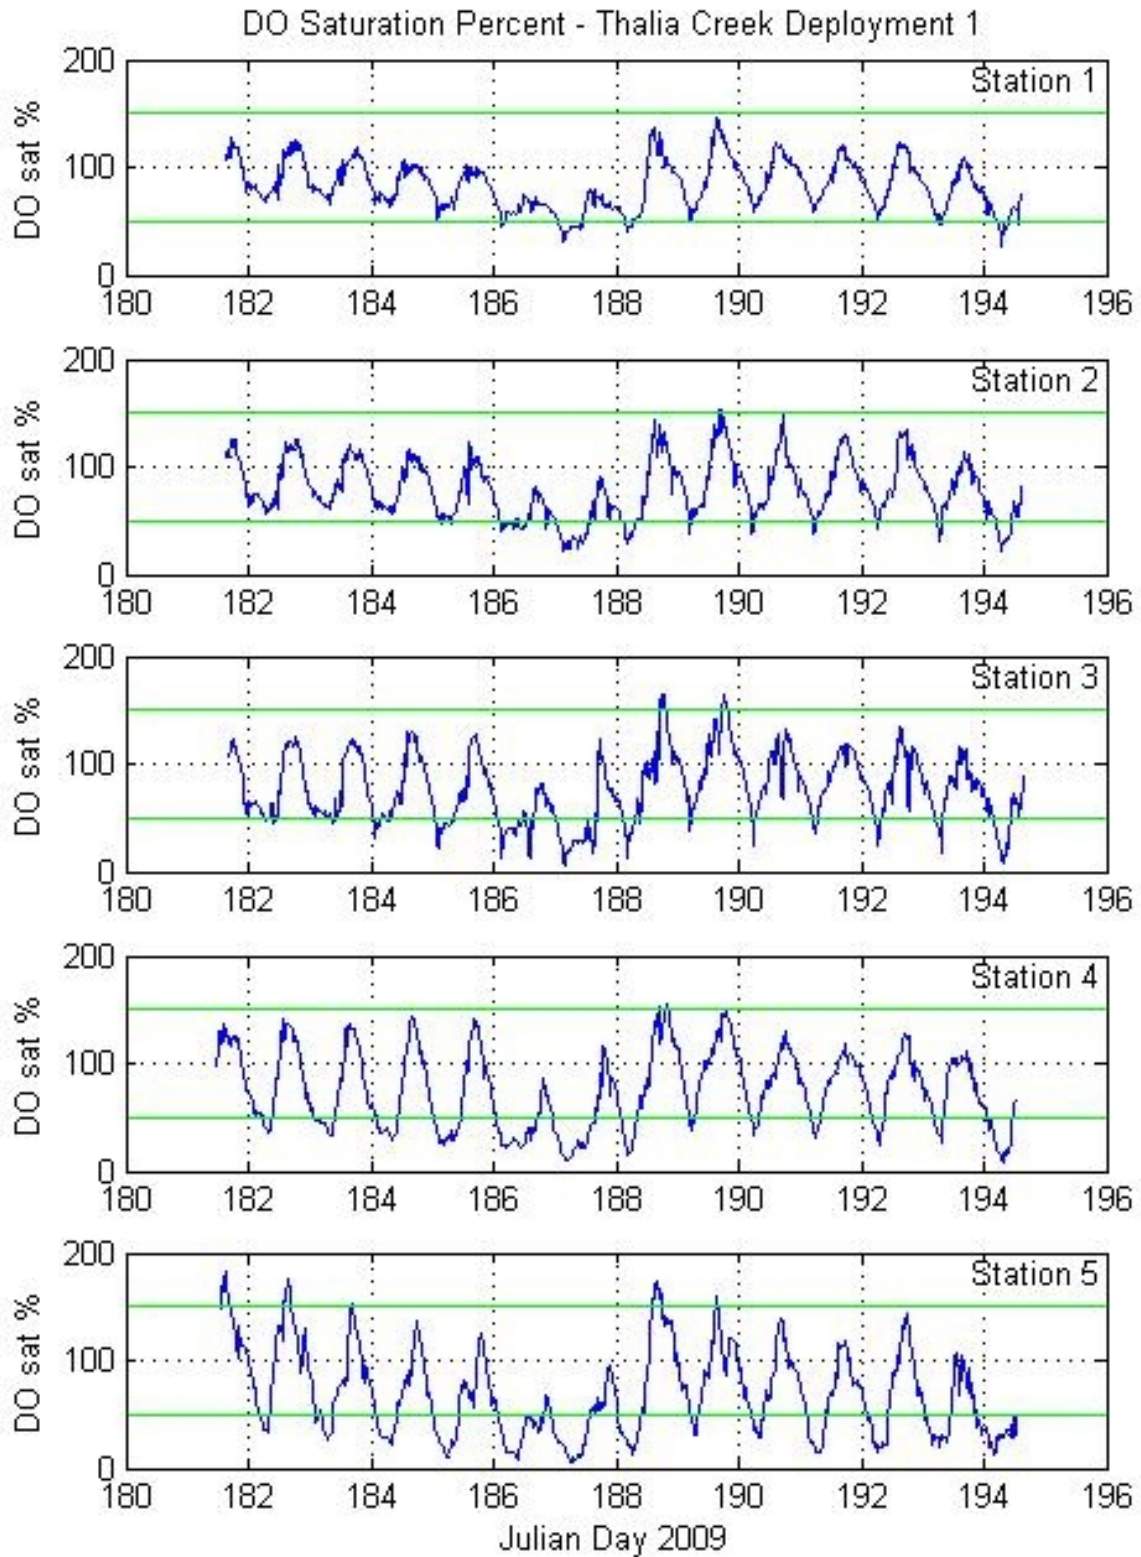 DO Saturation Percent - Thalia Creek Deployment 1
200
Station 1
DO sat %
100
0
180 182 184 186 188 190 192 194 196
200
Station 2
DO sat %
100
0
180 182 184 186 188 190 192 194 196
200
Station 3
DO sat %
100
0
180 182 184 186 188 190 192 194 196
200
Station 4
DO sat %
100
0
180 182 184 186 188 190 192 194 196
200
Station 5
DO sat %
100
0
180 182 184 186 188 190 192 194 196
Julian Day 2009